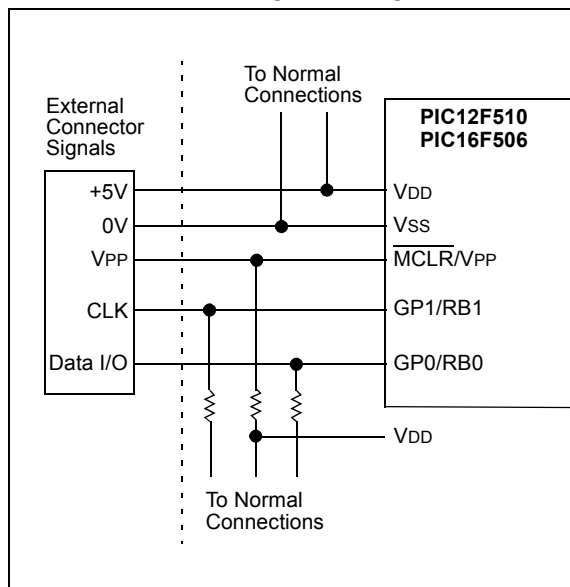 To Normal
Connections
External
Connector
Signals
PIC12F510
PIC16F506
+5V
VDD
0V
VSS
VPP
MCLR/VPP
CLK
GP1/RB1
Data I/O
GP0/RB0
VDD
To Normal
Connections